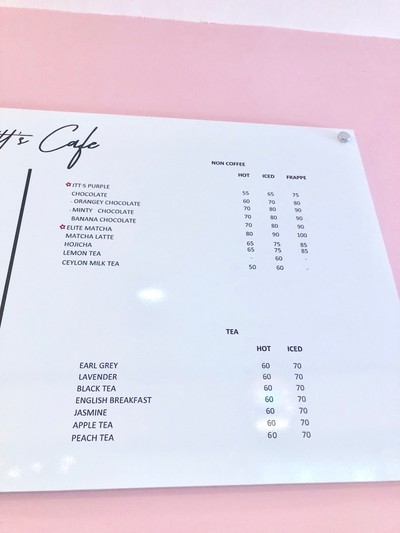 tt's Cafe
NON COFFEE
HOT ICED FRAPPE
ITT-S PURPLE 55 65 75
CHOCOLATE 60 70 80
- ORANGEY CHOCOLATE 70 80 90
-MINTY CHOCOLATE 70 80 90
BANANA CHOCOLATE 70 80 90
ELITE MATCHA 80 90 100
MATCHA LATTE 65 75 85
HOJICHA 65 75 85
LEMON TEA - 60 -
CEYLON MILK TEA 50 60 -
TEA
HOT ICED
EARL GREY 60 70
LAVENDER 60 70
BLACK TEA 60 70
ENGLISH BREAKFAST 60 70
JASMINE 60 70
APPLE TEA 60 70
PEACH TEA 60 70